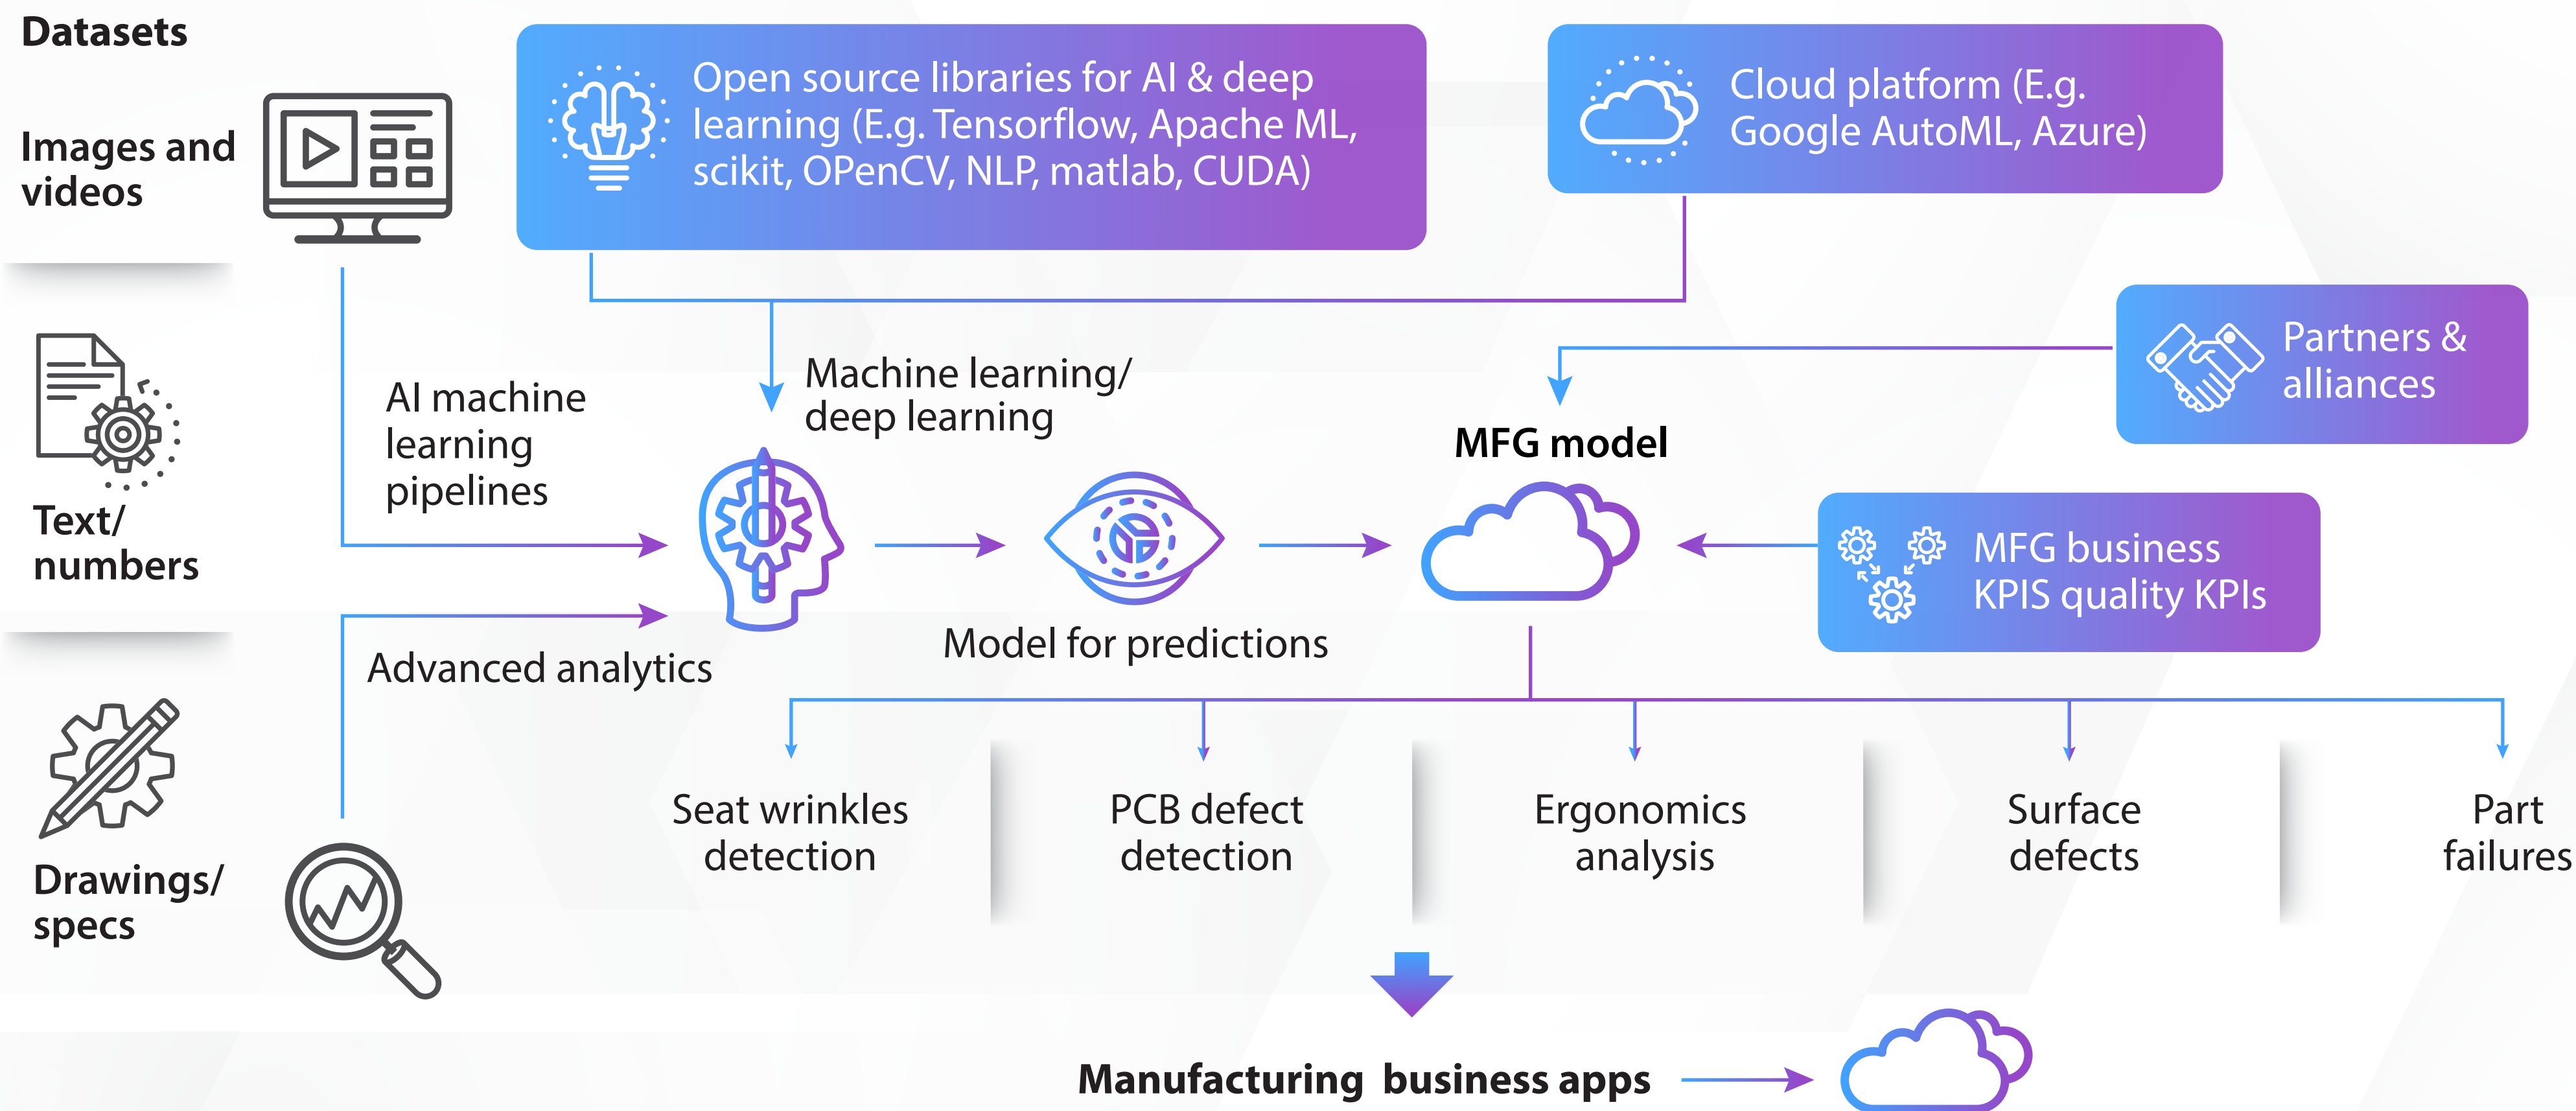 Datasets
Images and
videos
Text/
numbers
Drawings/
specs
Open source libraries for AI & deep
learning (E.g. Tensorflow, Apache ML,
scikit, OPenCV, NLP, matlab, CUDA)
Cloud platform (E.g.
Google AutoML, Azure)
Partners &
alliances
AI machine
learning
pipelines
Machine learning/
deep learning
MFG model
MFG business
KPIS quality KPIs
Advanced analytics
Model for predictions
Seat wrinkles
detection
PCB defect
detection
Ergonomics
analysis
Surface
defects
Part
failures
Manufacturing business apps